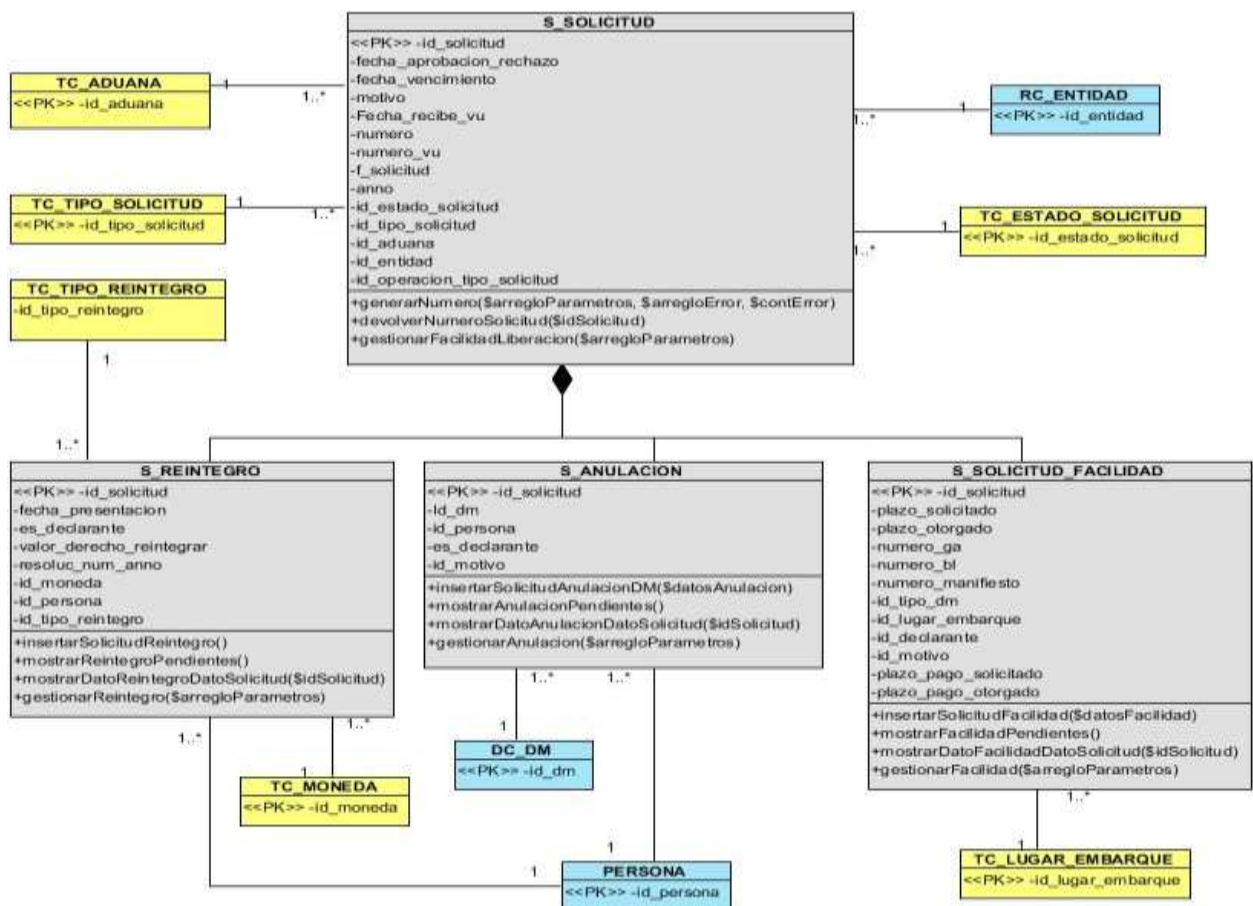 S_SOLICITUD
<<PK>> -id_solicitud
-fecha_aprobacion_rechazo
-fecha_vencimiento
-motivo
-Fecha_recibe_vu
-numero
-numero_vu
-f_solicitud
-anno
-id_estado_solicitud
-id_tipo_solicitud
-id_aduana
-id_entidad
-id_operacion_tipo_solicitud
+generarNumero($arregloParametros, $arregloError, $contError)
+devolverNumeroSolicitud($idSolicitud)
+gestionarFacilidadLiberacion($arregloParametros)
TC_ADUANA
<<PK>> -id_aduana
1
1..*
RC_ENTIDAD
<<PK>> -id_entidad
1
1..*
TC_TIPO_SOLICITUD
<<PK>> -id_tipo_solicitud
1
1..*
TC_ESTADO_SOLICITUD
<<PK>> -id_estado_solicitud
1
1..*
TC_TIPO_REINTEGRO
-id_tipo_reintegro
1
1..*
S_REINTEGRO
<<PK>> -id_solicitud
-fecha_presentacion
-es_declarante
-valor_derecho_reintegrar
-resoluc_num_anno
-id_moneda
-id_persona
-id_tipo_reintegro
+insertarSolicitudReintegro()
+mostrarReintegroPendientes()
+mostrarDatoReintegroDatoSolicitud($idSolicitud)
+gestionarReintegro($arregloParametros)
S_ANULACION
<<PK>> -id_solicitud
-Id_dm
-id_persona
-es_declarante
-id_motivo
+insertarSolicitudAnulacionDM($datosAnulacion)
+mostrarAnulacionPendientes()
+mostrarDatoAnulacionDatoSolicitud($idSolicitud)
+gestionarAnulacion($arregloParametros)
S_SOLICITUD_FACILIDAD
<<PK>> -id_solicitud
-plazo_solicitado
-plazo_otorgado
-numero_ga
-numero_bl
-numero_manifiesto
-id_tipo_dm
-id_lugar_embarque
-id_declarante
-id_motivo
-plazo_pago_solicitado
-plazo_pago_otorgado
+insertarSolicitudFacilidad($datosFacilidad)
+mostrarFacilidadPendientes()
+mostrarDatoFacilidadDatoSolicitud($idSolicitud)
+gestionarFacilidad($arregloParametros)
1..*
1..*
1..*
1..*
1..*
1
DC_DM
<<PK>> -id_dm
1
TC_MONEDA
<<PK>> -id_moneda
1
1
PERSONA
<<PK>> -id_persona
1
TC_LUGAR_EMBARQUE
<<PK>> -id_lugar_embarque